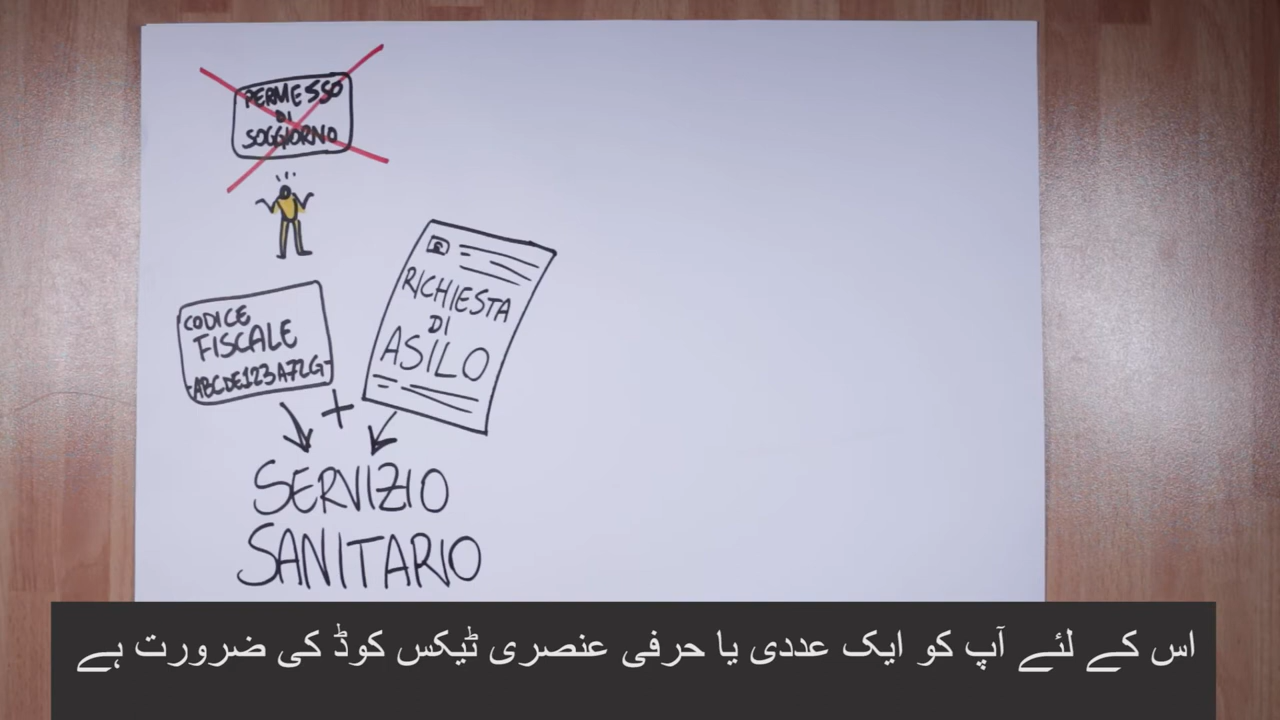 PERMESSO
DI
SOGGIORNO
CODICE
FISCALE
-ABCDE123A72G-
RICHIESTA
DI
ASILO
+
SERVIZIO
SANITARIO
اس کے لئے آپ کو ایک عددی یا حرفی عنصری ٹیکس کوڈ کی ضرورت ہے